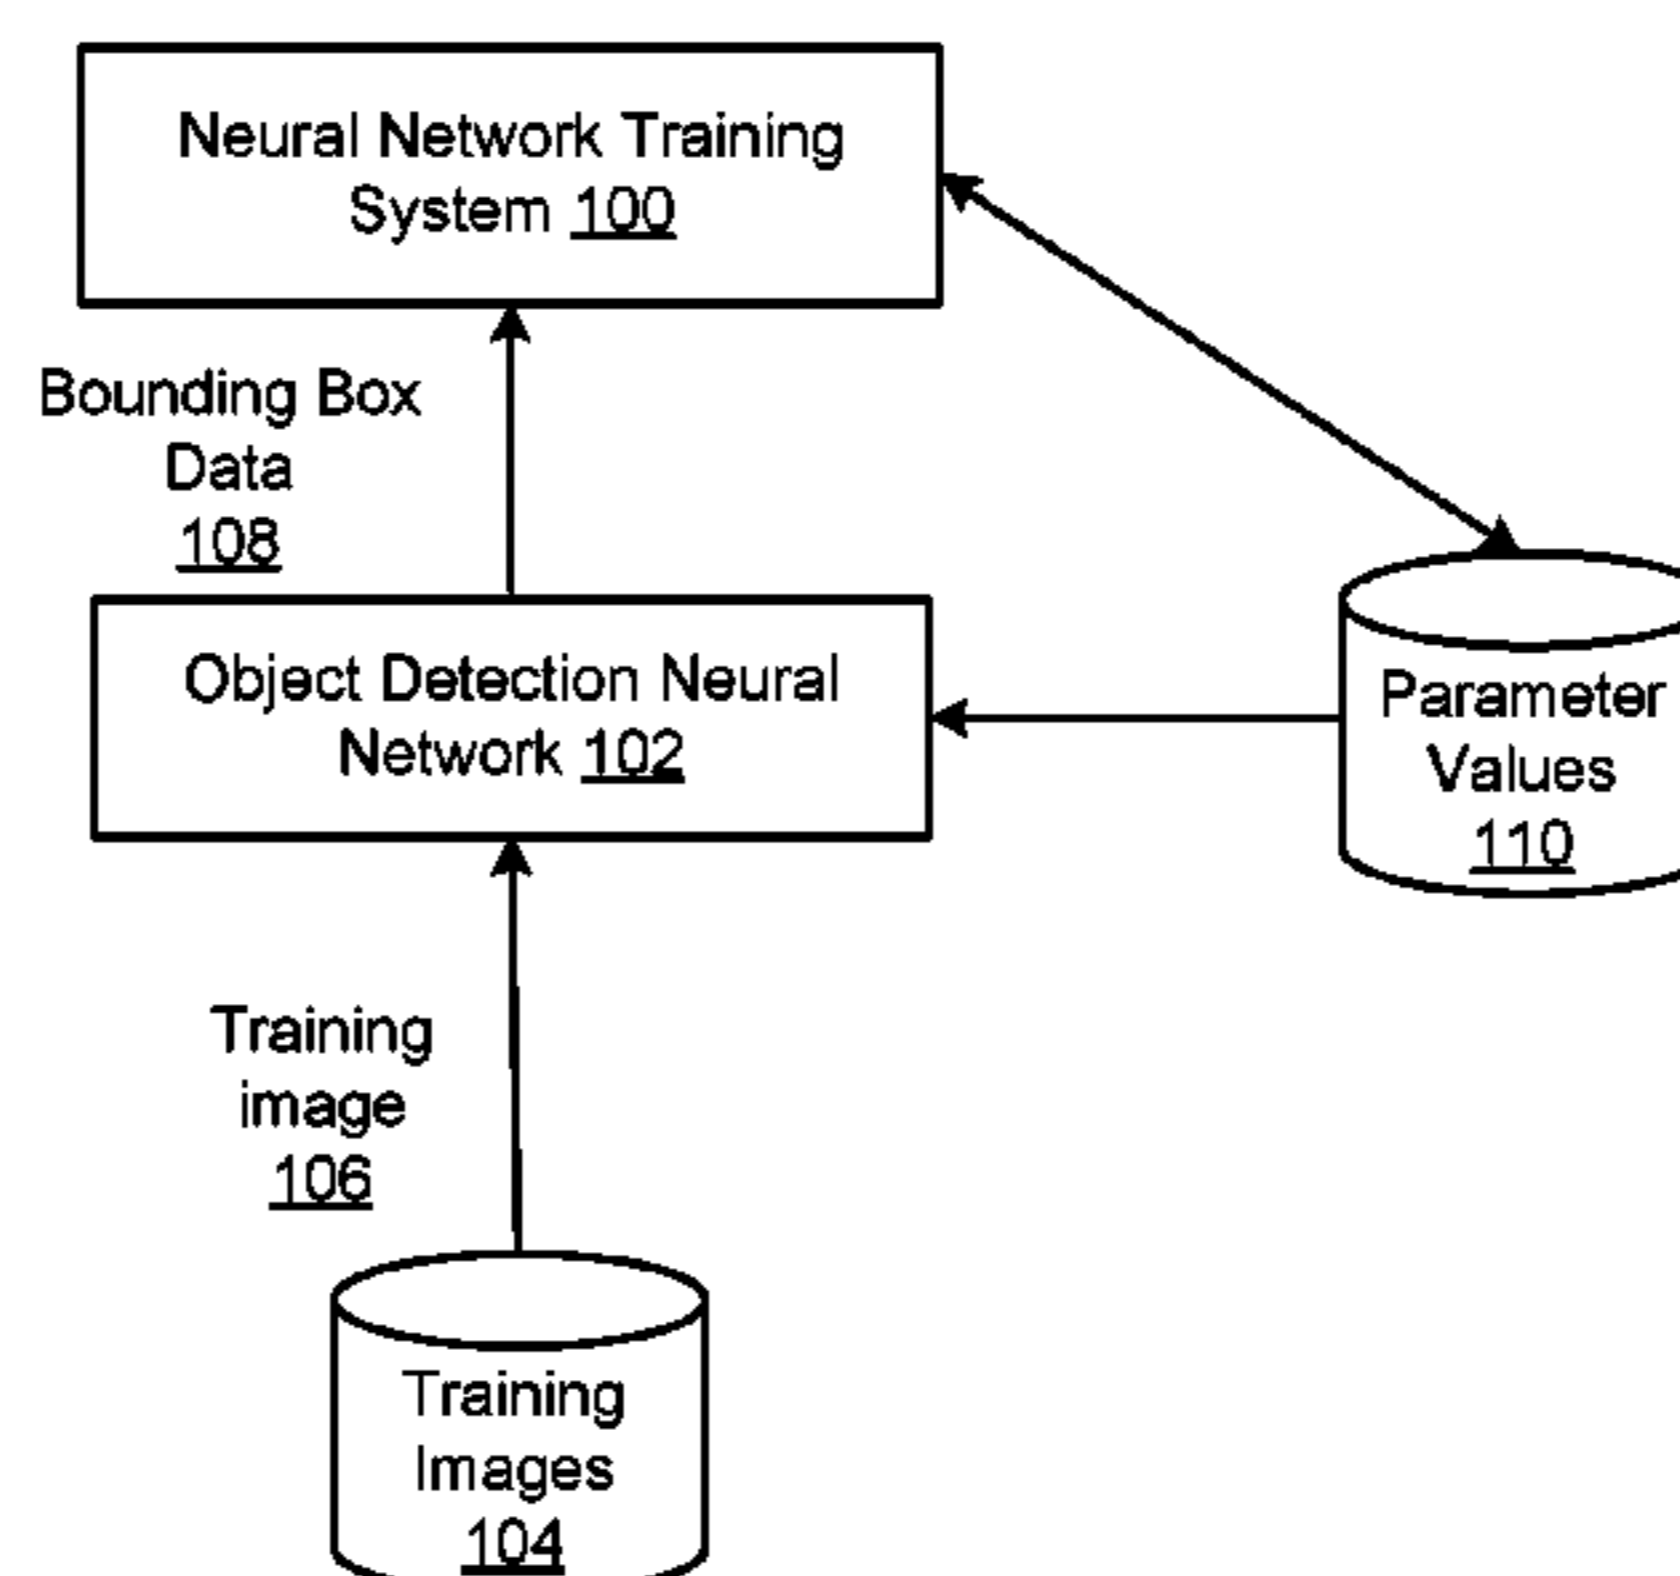 Neural Network Training
System 100
Bounding Box
Data
108
Object Detection Neural
Network 102
Parameter
Values
110
Training
image
106
Training
Images
104